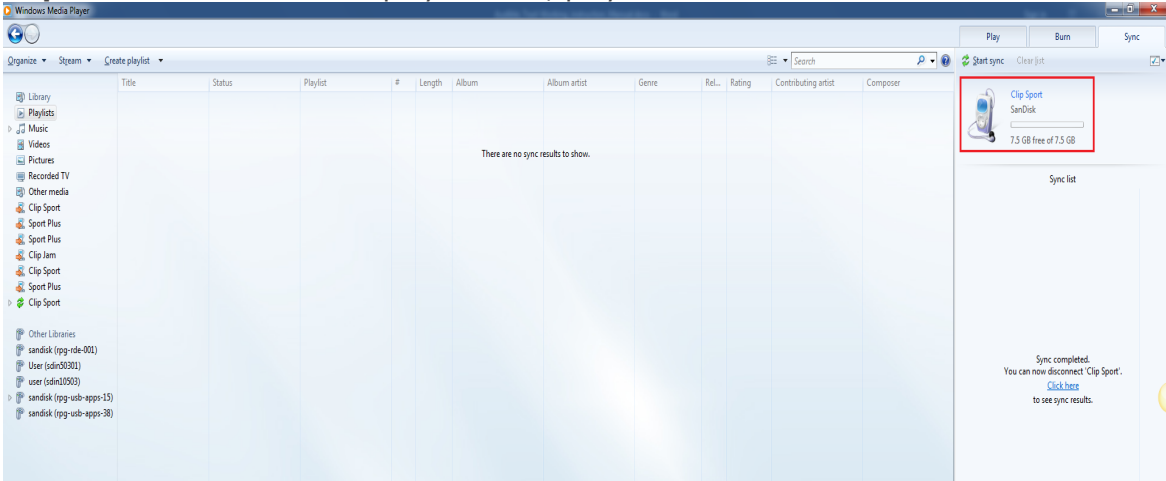 Windows Media Player
Play Burn Sync
Organize Stream Create playlist Search Start sync Clear list
Title Status Playlist # Length Album Album artist Genre Rel... Rating Contributing artist Composer
Library
Playlists
Music
Videos
Pictures
Recorded TV
Other media
Clip Sport
Sport Plus
Sport Plus
Clip Jam
Clip Sport
Sport Plus
Clip Sport
Other Libraries
sandisk (rpg-rde-001)
User (sdin50301)
user (sdin10503)
sandisk (rpg-usb-apps-15)
sandisk (rpg-usb-apps-38)
There are no sync results to show.
Clip Sport
SanDisk
7.5 GB free of 7.5 GB
Sync list
Sync completed.
You can now disconnect 'Clip Sport'.
Click here
to see sync results.